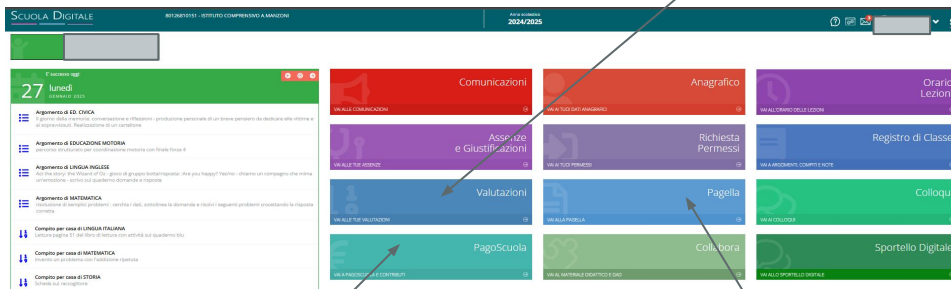 SCUOLA DIGITALE
80126810151 - ISTITUTO COMPRENSIVO A.MANZONI
Anno scolastico
2024/2025
E' successo oggi
27 lunedì
GENNAIO 2025
Argomento di ED. CIVICA
Il giorno della memoria: conversazione e riflessioni - produzione personale di un breve pensiero da dedicare alle vittime e
ai sopravvissuti. Realizzazione di un cartellone
Argomento di EDUCAZIONE MOTORIA
percorso strutturato per coordinazione motoria con finale forza 4
Argomento di LINGUA INGLESE
Act the story: the Wizard of Oz - gioco di gruppo botta/risposta: Are you happy? Yes/no - chiamo un compagno che mima
un'emozione - scrivo sul quaderno domande e risposte
Argomento di MATEMATICA
risoluzione di semplici problemi: cerchia i dati, sottolinea la domanda e risolvi i seguenti problemi scrivendo la risposta
corretta
Compito per casa di LINGUA ITALIANA
Lettura pagina 51 del libro di lettura con attività sul quaderno blu
Compito per casa di MATEMATICA
Invento un problema con l'addizione ripetuta
Compito per casa di STORIA
Scheda sul raccoglitore
Comunicazioni
VAI ALLE COMUNICAZIONI
Anagrafico
VAI AI TUOI DATI ANAGRAFICI
Orario
Lezioni
VAI ALL'ORARIO DELLE LEZIONI
Assenze
e Giustificazioni
VAI ALLE TUE ASSENZE
Richiesta
Permessi
VAI AI TUOI PERMESSI
Registro di Classe
VAI A ARGOMENTI, COMPITI E NOTE
Valutazioni
VAI ALLE TUE VALUTAZIONI
Pagella
VAI ALLA PAGELLA
Colloqu
VAI AI COLLOQUI
PagoScuola
VAI A PAGOSCUOLA E CONTRIBUTI
Collabora
VAI AL MATERIALE DIDATTICO E DAD
Sportello Digitale
VAI ALLO SPORTELLO DIGITALE